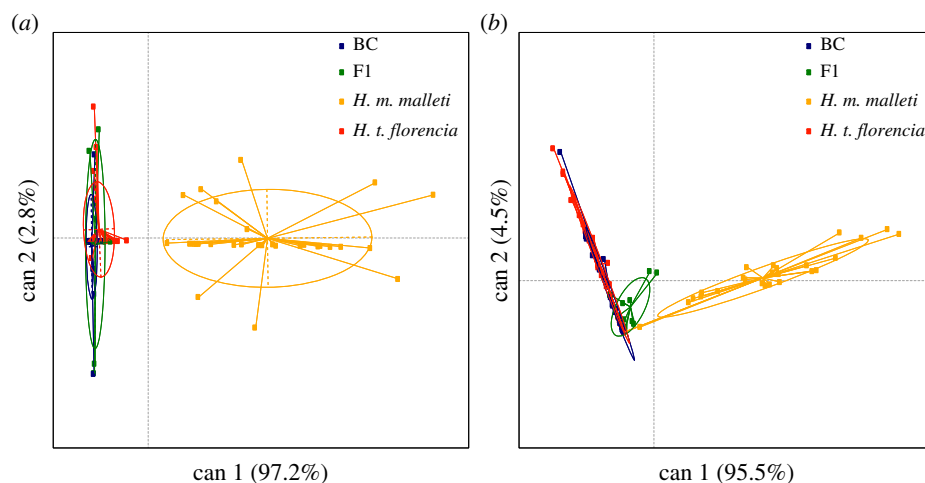 (a)
BC
F1
H. m. malleti
H. t. florencia
can 2 (2.8%)
can 1 (97.2%)
(b)
BC
F1
H. m. malleti
H. t. florencia
can 2 (4.5%)
can 1 (95.5%)